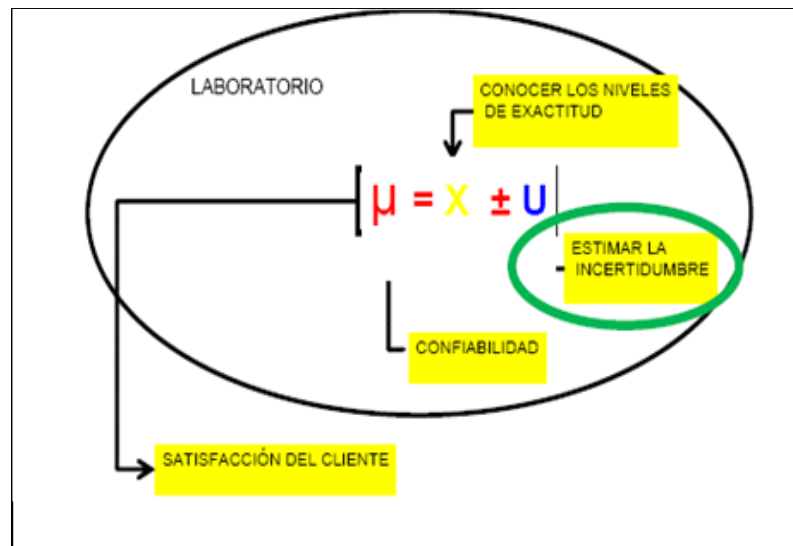 LABORATORIO
CONOCER LOS NIVELES
DE EXACTITUD
μ = X ± U
ESTIMAR LA
INCERTIDUMBRE
CONFIABILIDAD
SATISFACCIÓN DEL CLIENTE